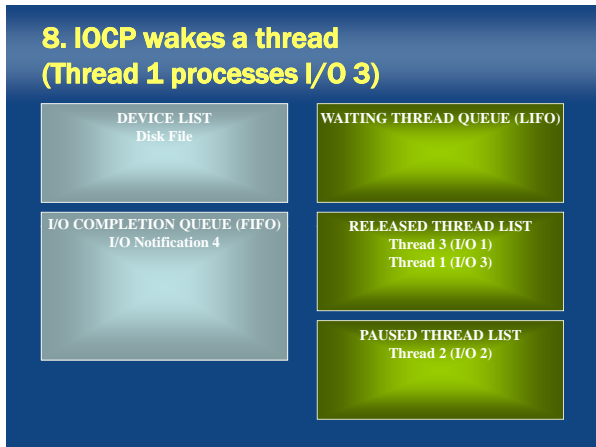 8. IOCP wakes a thread
(Thread 1 processes I/O 3)
DEVICE LIST
Disk File
I/O COMPLETION QUEUE (FIFO)
I/O Notification 4
WAITING THREAD QUEUE (LIFO)
RELEASED THREAD LIST
Thread 3 (I/O 1)
Thread 1 (I/O 3)
PAUSED THREAD LIST
Thread 2 (I/O 2)